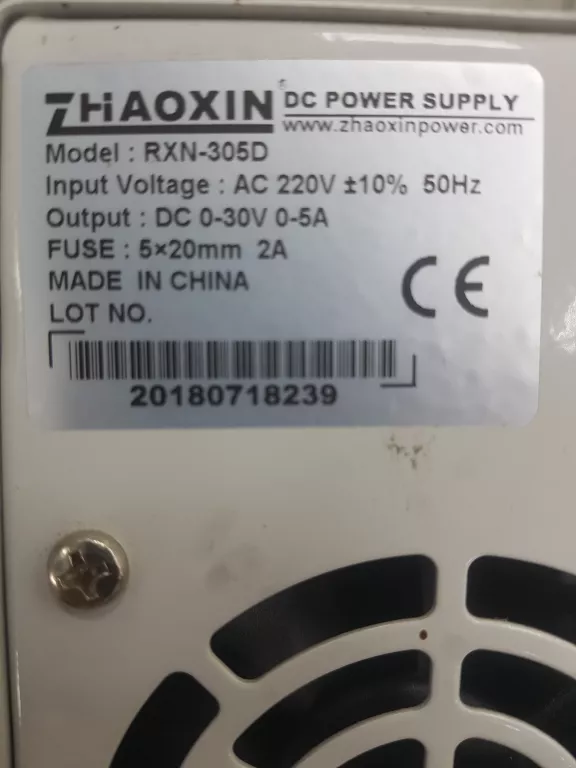 ZHAOXIN® DC POWER SUPPLY
www.zhaoxinpower.com
Model : RXN-305D
Input Voltage : AC 220V ±10% 50Hz
Output : DC 0-30V 0-5A
FUSE : 5×20mm 2A
MADE IN CHINA
CE
LOT NO.
20180718239